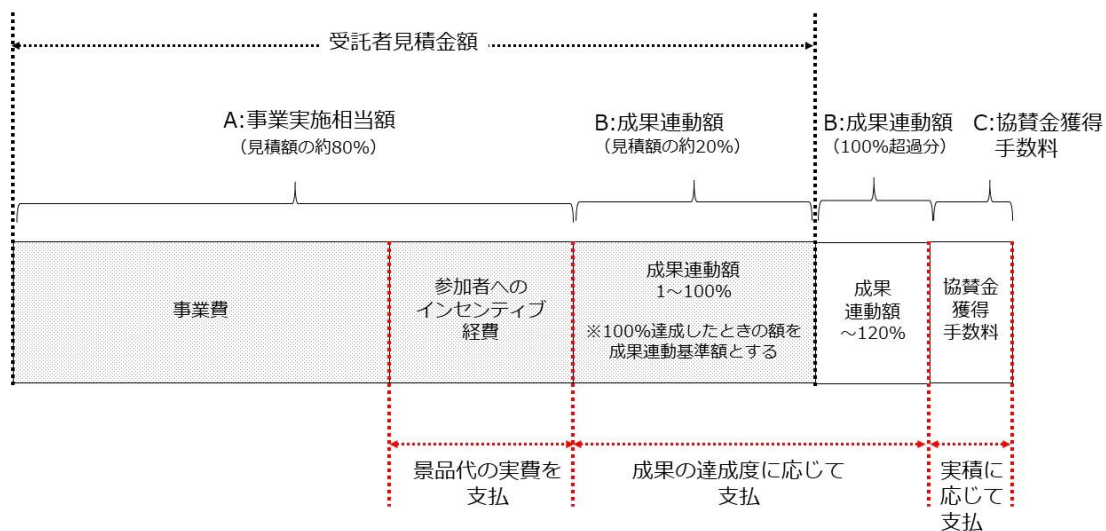 受託者見積金額
A:事業実施相当額
（見積額の約80%）
B:成果連動額
（見積額の約20%）
B:成果連動額
（100%超過分）
C:協賛金獲得
手数料
事業費
参加者への
インセンティブ
経費
成果連動額
1～100%
※100%達成したときの額を
成果連動基準額とする
成果
連動額
～120%
協賛金
獲得
手数料
景品代の実費を
支払
成果の達成度に応じて
支払
実績に
応じて
支払